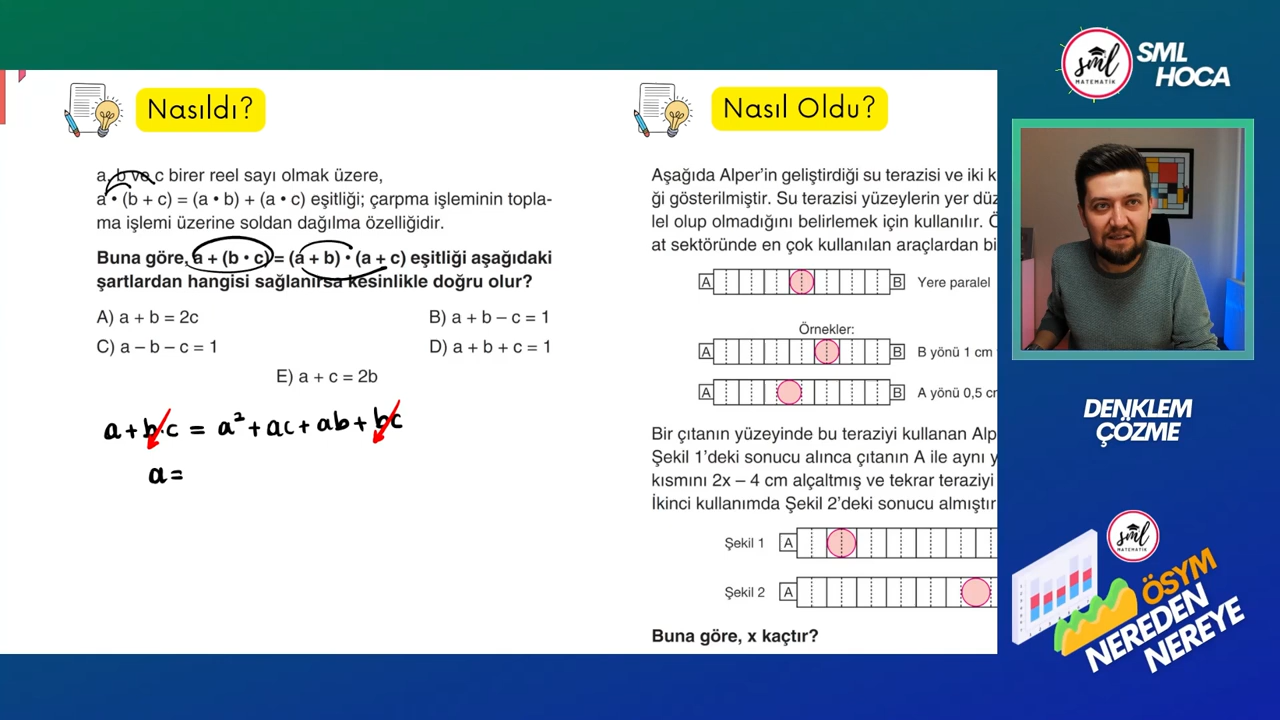 Nasıldı?
a, b ve c birer reel sayı olmak üzere,
a • (b + c) = (a • b) + (a • c) eşitliği; çarpma işleminin topla-
ma işlemi üzerine soldan dağılma özelliğidir.
Buna göre, a + (b • c) = (a + b) • (a + c) eşitliği aşağıdaki
şartlardan hangisi sağlanırsa kesinlikle doğru olur?
A) a + b = 2c
B) a + b – c = 1
C) a – b – c = 1
D) a + b + c = 1
E) a + c = 2b
a + b·c = a² + ac + ab + bc
a =
Nasıl Oldu?
Aşağıda Alper'in geliştirdiği su terazisi ve iki k
ği gösterilmiştir. Su terazisi yüzeylerin yer düz
lel olup olmadığını belirlemek için kullanılır. 
at sektöründe en çok kullanılan araçlardan bi
A B Yere paralel
Örnekler:
A B B yönü 1 cm
A B A yönü 0,5 cm
Bir çıtanın yüzeyinde bu teraziyi kullanan Alp
Şekil 1'deki sonucu alınca çıtanın A ile aynı y
kısmını 2x – 4 cm alçaltmış ve tekrar teraziyi
İkinci kullanımda Şekil 2'deki sonucu almıştır
Şekil 1 A
Şekil 2 A
Buna göre, x kaçtır?
sml
MATEMATİK
SML
HOCA
DENKLEM
ÇÖZME
sml
MATEMATİK
ÖSYM
NEREDEN
NEREYE